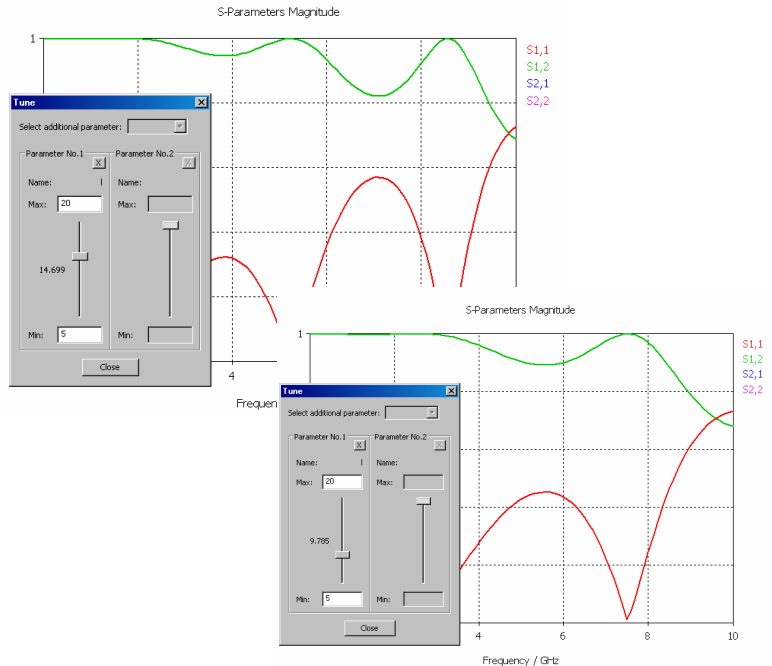 S-Parameters Magnitude
1
S1,1
S1,2
S2,1
S2,2
Tune
Select additional parameter:
Parameter No.1
X
Parameter No.2
X
Name: l
Name:
Max: 20
Max:
14.699
Min: 5
Min:
Close
4
Frequenc
S-Parameters Magnitude
1
S1,1
S1,2
S2,1
S2,2
Tune
Select additional parameter:
Parameter No.1
X
Parameter No.2
X
Name: l
Name:
Max: 20
Max:
9.785
Min: 5
Min:
Close
4 6 8 10
Frequency / GHz